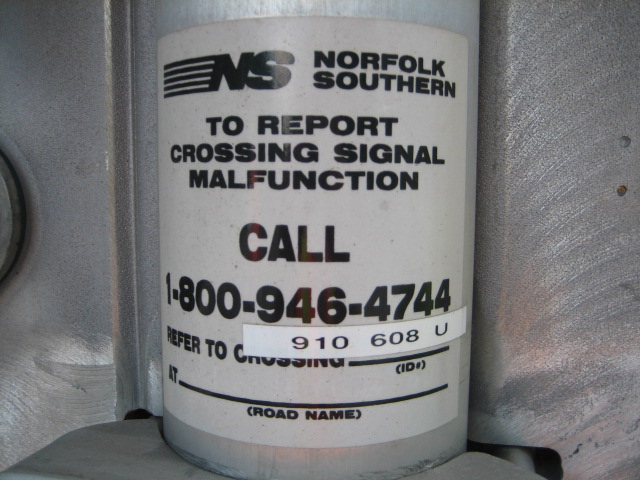 NS NORFOLK
SOUTHERN
TO REPORT
CROSSING SIGNAL
MALFUNCTION
CALL
1-800-946-4744
910 608 U
REFER TO CROSSING
(ID#)
AT
(ROAD NAME)